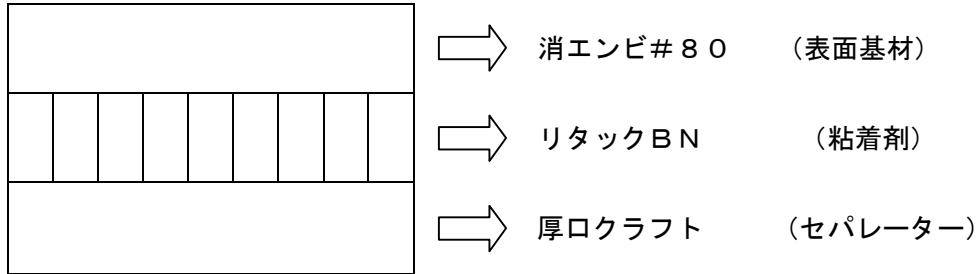 消エンビ＃８０　　（表面基材）
リタックＢＮ　　　（粘着剤）
厚口クラフト　　　（セパレーター）